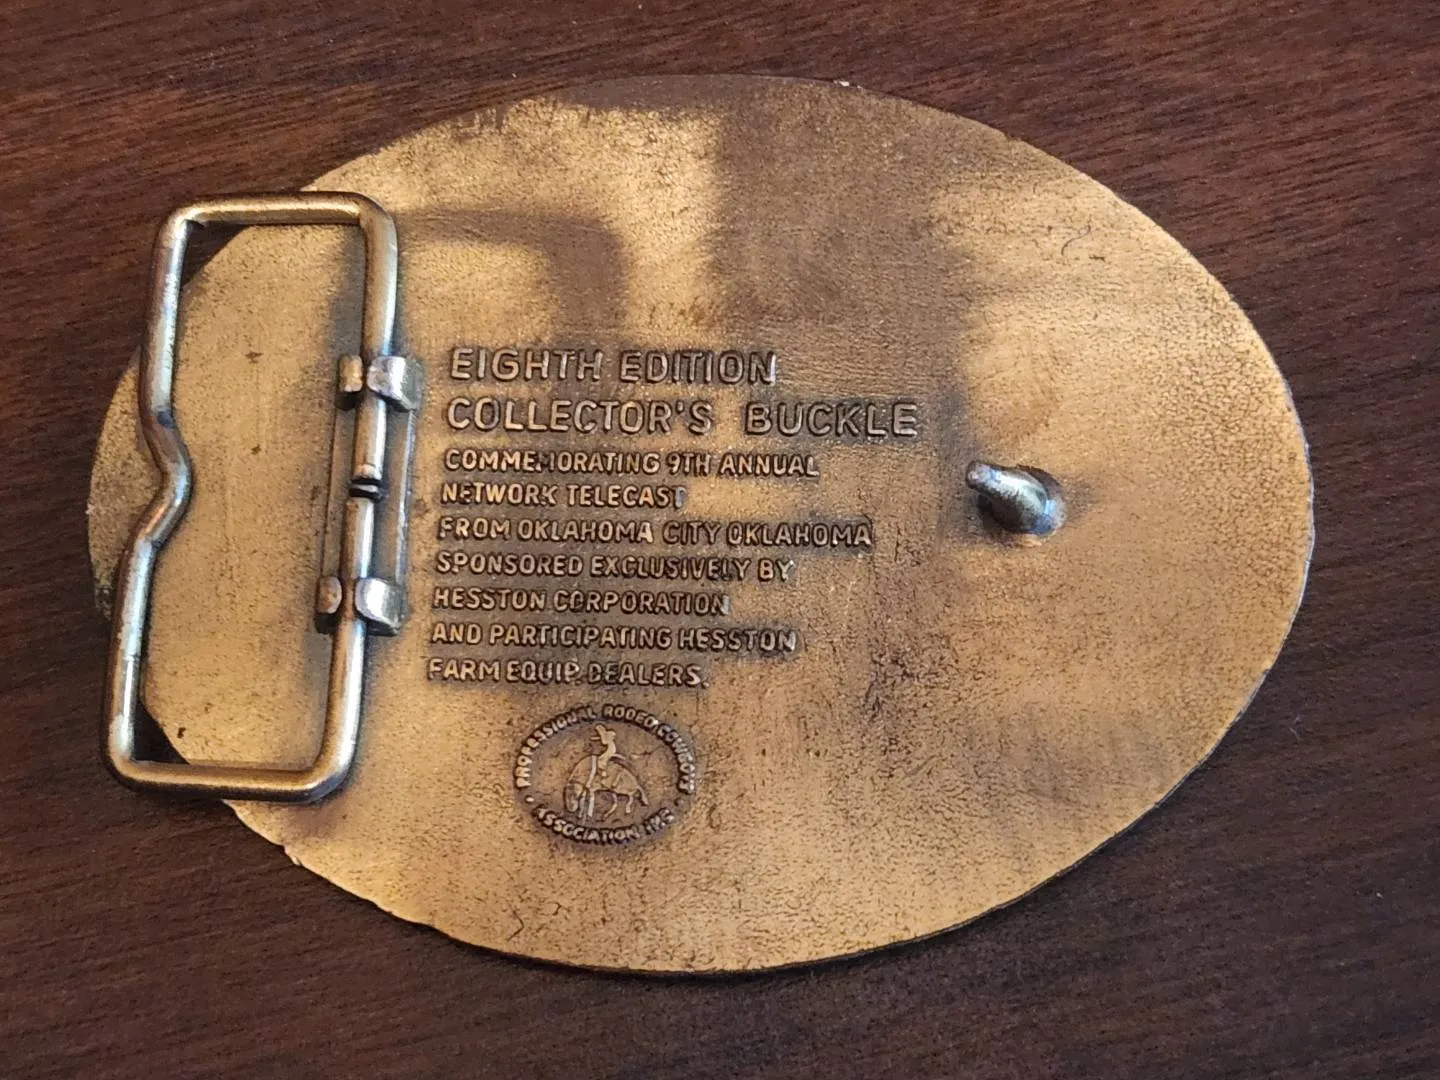 EIGHTH EDITION
COLLECTOR'S BUCKLE
COMMEMORATING 9TH ANNUAL
NETWORK TELECAST
FROM OKLAHOMA CITY OKLAHOMA
SPONSORED EXCLUSIVELY BY
HESSTON CORPORATION
AND PARTICIPATING HESSTON
FARM EQUIP. DEALERS.
PROFESSIONAL RODEO COWBOYS
ASSOCIATION INC.